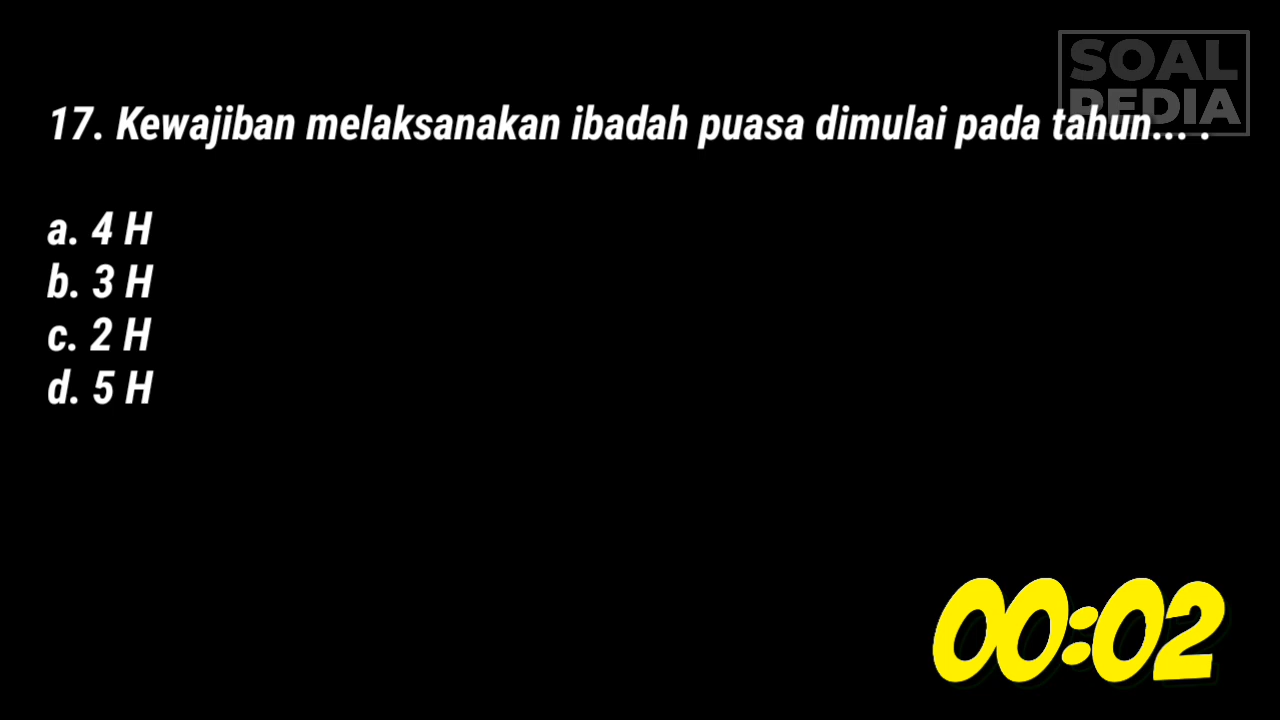 SOAL
PEDIA
17. Kewajiban melaksanakan ibadah puasa dimulai pada tahun... .
a. 4 H
b. 3 H
c. 2 H
d. 5 H
00:02